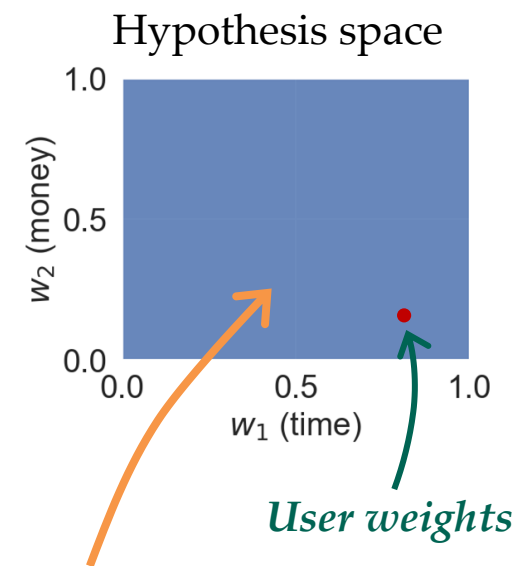 Hypothesis space
1.0
0.5
0.0
w₂ (money)
0.0 0.5 1.0
w₁ (time)
User weights